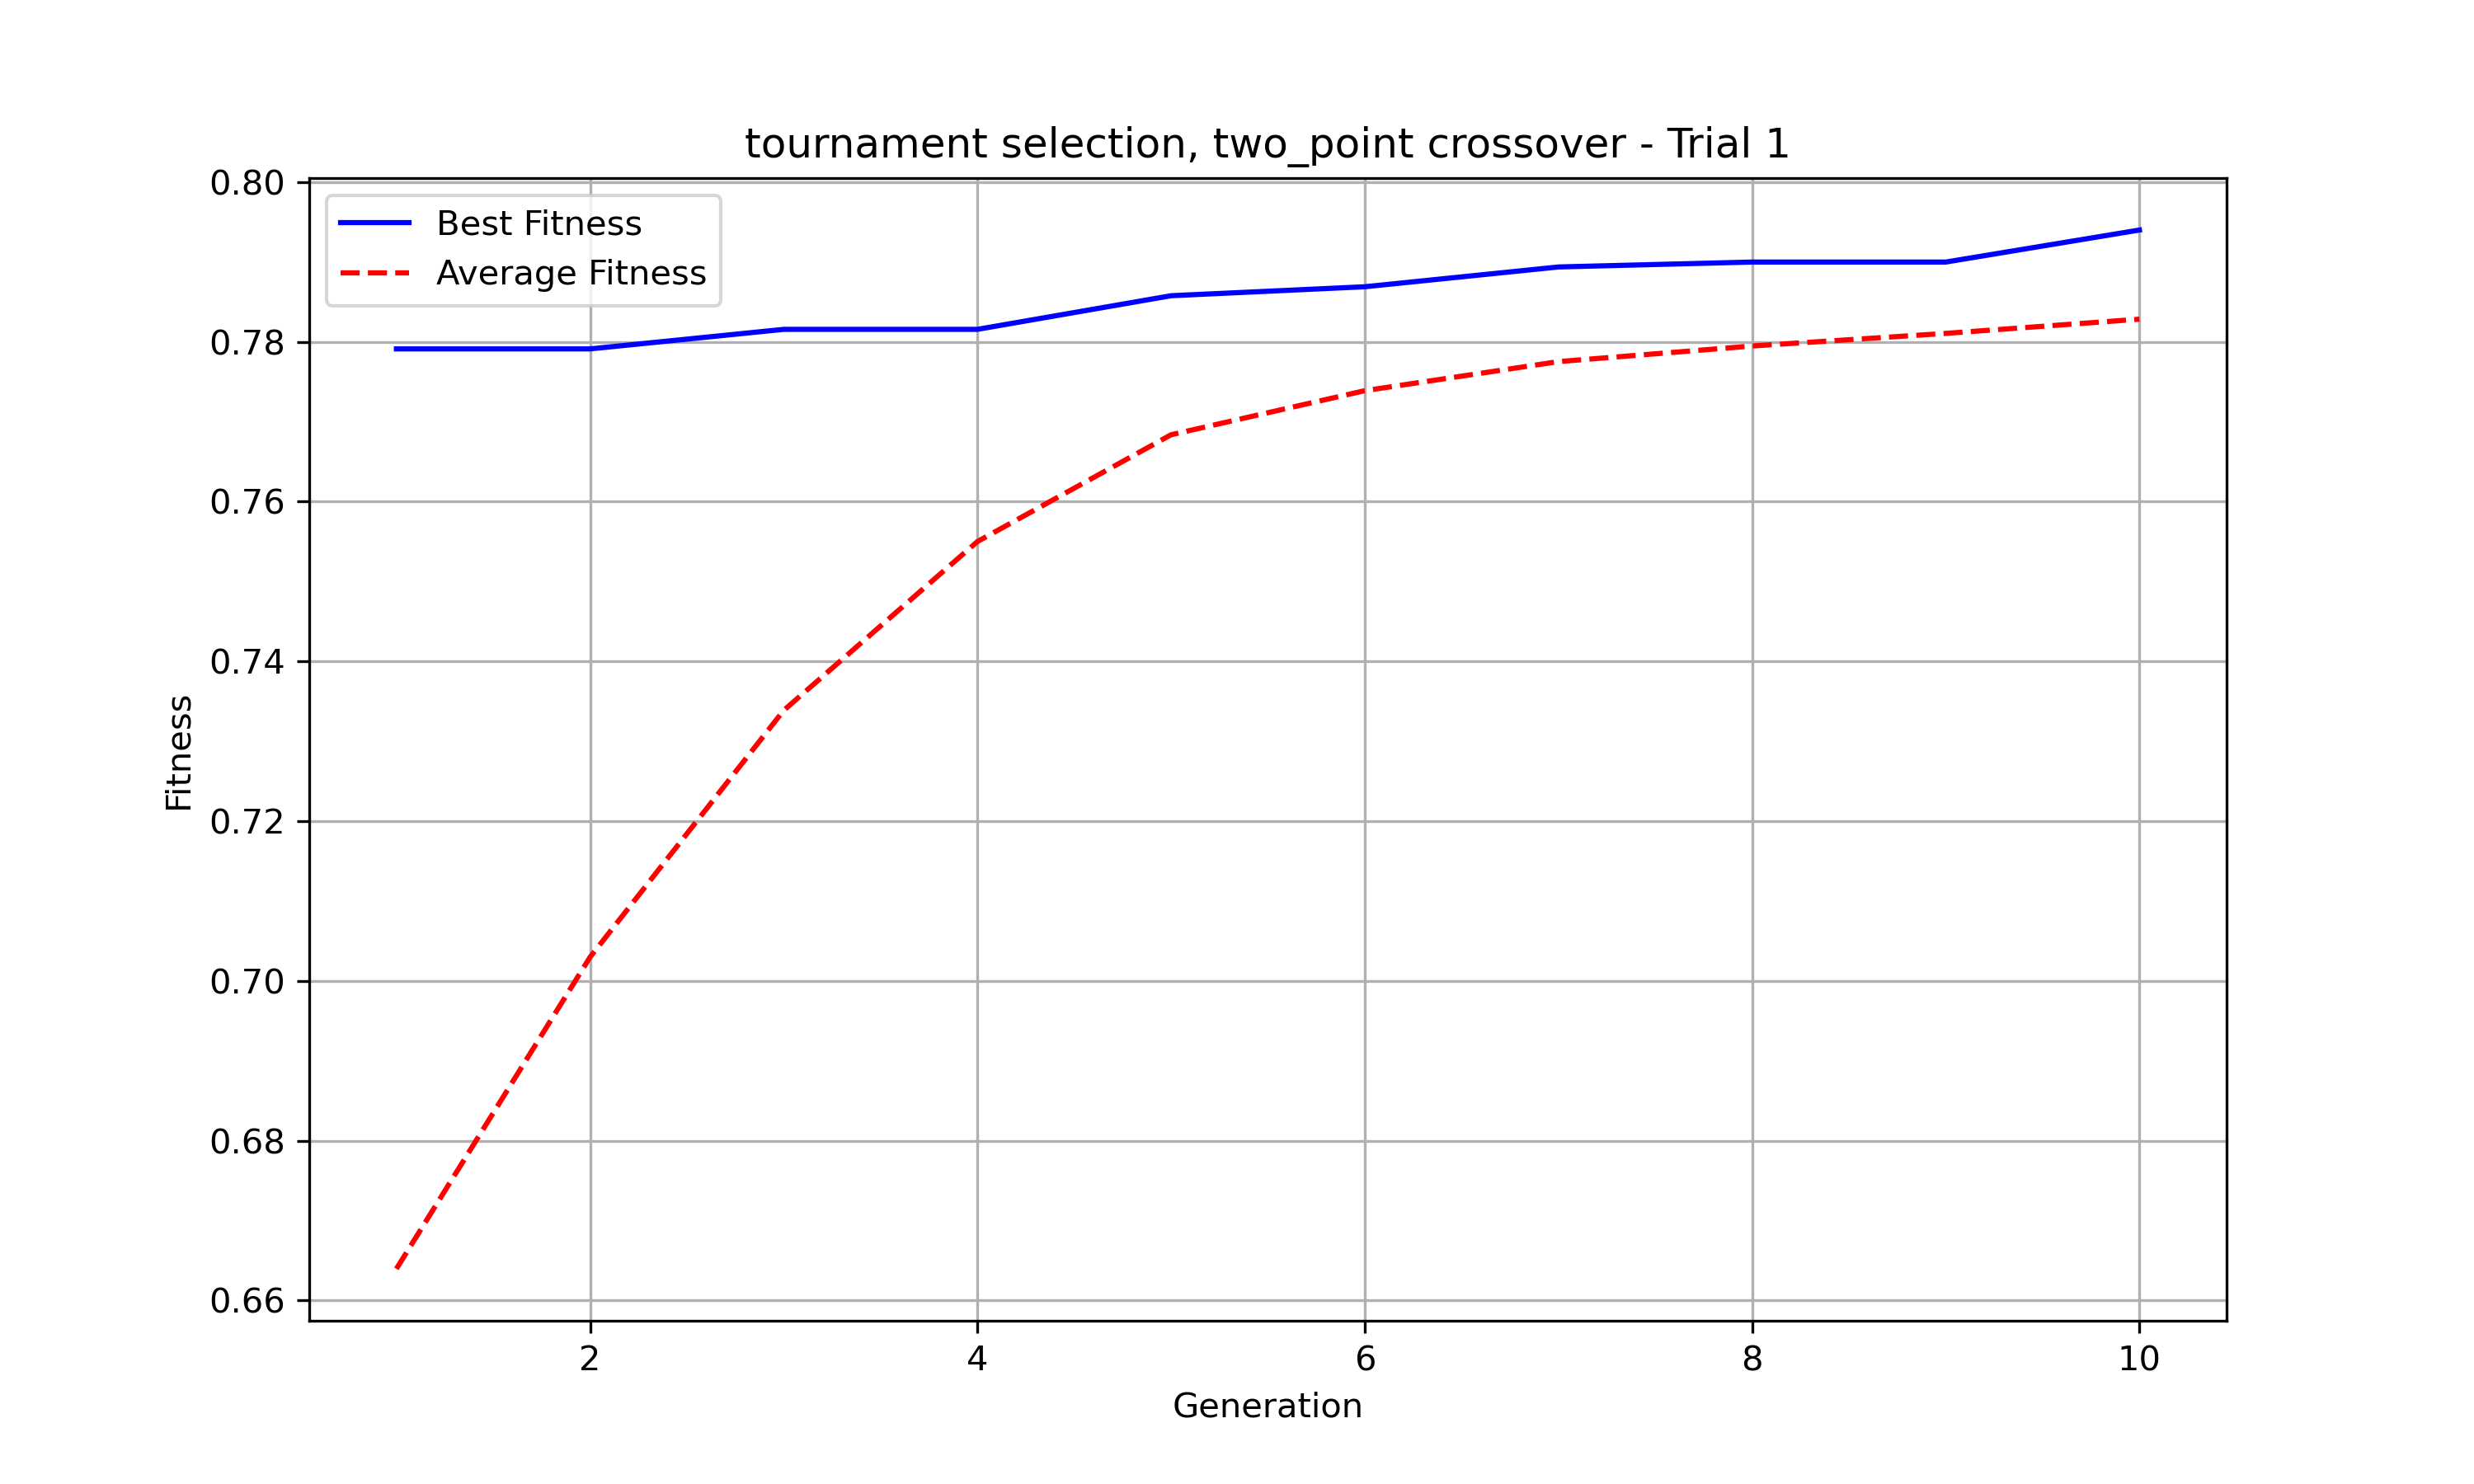 tournament selection, two_point crossover - Trial 1
Best Fitness
Average Fitness
0.80
0.78
0.76
0.74
0.72
0.70
0.68
0.66
Fitness
2 4 6 8 10
Generation